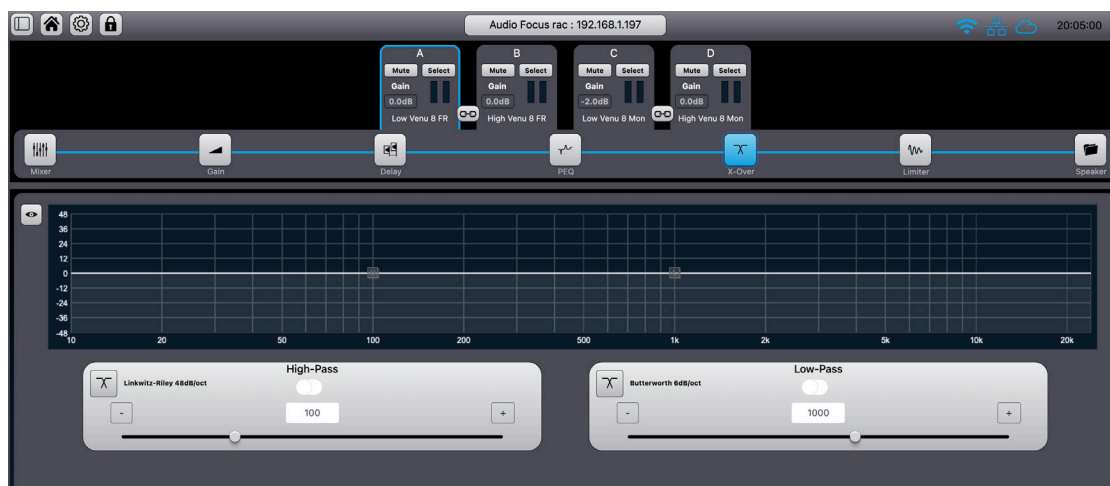 Audio Focus rac : 192.168.1.197
20:05:00
A
Mute Select
Gain
0.0dB
Low Venu 8 FR
B
Mute Select
Gain
0.0dB
High Venu 8 FR
C
Mute Select
Gain
-2.0dB
Low Venu 8 Mon
D
Mute Select
Gain
0.0dB
High Venu 8 Mon
Mixer Gain Delay PEQ X-Over Limiter Speaker
48
36
24
12
0
-12
-24
-36
-48
10 20 50 100 200 500 1k 2k 5k 10k 20k
High-Pass
Linkwitz-Riley 48dB/oct
- 100 +
Low-Pass
Butterworth 6dB/oct
- 1000 +